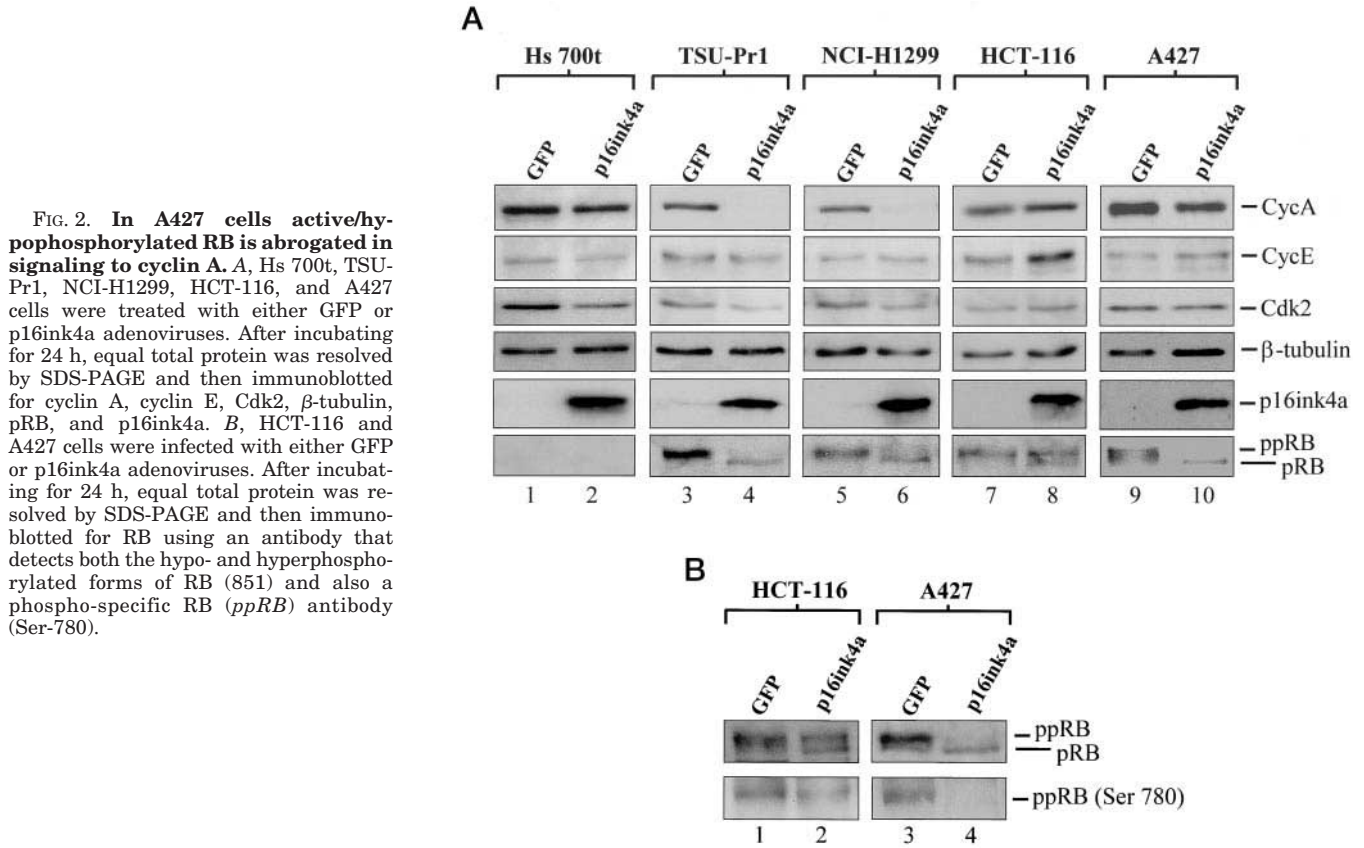 FIG. 2. In A427 cells active/hy-
pophosphorylated RB is abrogated in
signaling to cyclin A. A, Hs 700t, TSU-
Pr1, NCI-H1299, HCT-116, and A427
cells were treated with either GFP or
p16ink4a adenoviruses. After incubating
for 24 h, equal total protein was resolved
by SDS-PAGE and then immunoblotted
for cyclin A, cyclin E, Cdk2, β-tubulin,
pRB, and p16ink4a. B, HCT-116 and
A427 cells were infected with either GFP
or p16ink4a adenoviruses. After incubat-
ing for 24 h, equal total protein was re-
solved by SDS-PAGE and then immuno-
blotted for RB using an antibody that
detects both the hypo- and hyperphospho-
rylated forms of RB (851) and also a
phospho-specific RB (ppRB) antibody
(Ser-780).
A
Hs 700t TSU-Pr1 NCI-H1299 HCT-116 A427
GFP p16ink4a GFP p16ink4a GFP p16ink4a GFP p16ink4a GFP p16ink4a
CycA
CycE
Cdk2
β-tubulin
p16ink4a
ppRB
pRB
1 2 3 4 5 6 7 8 9 10
B
HCT-116 A427
GFP p16ink4a GFP p16ink4a
ppRB
pRB
ppRB (Ser 780)
1 2 3 4